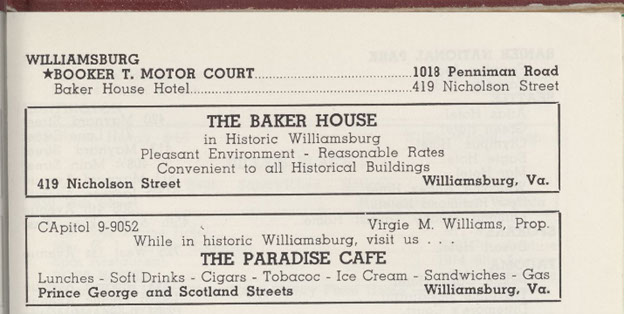 WILLIAMSBURG
★BOOKER T. MOTOR COURT........................................1018 Penniman Road
Baker House Hotel........................................................419 Nicholson Street
THE BAKER HOUSE
in Historic Williamsburg
Pleasant Environment - Reasonable Rates
Convenient to all Historical Buildings
419 Nicholson Street Williamsburg, Va.
CApitol 9-9052 Virgie M. Williams, Prop.
While in historic Williamsburg, visit us . . .
THE PARADISE CAFE
Lunches - Soft Drinks - Cigars - Tobacoc - Ice Cream - Sandwiches - Gas
Prince George and Scotland Streets Williamsburg, Va.